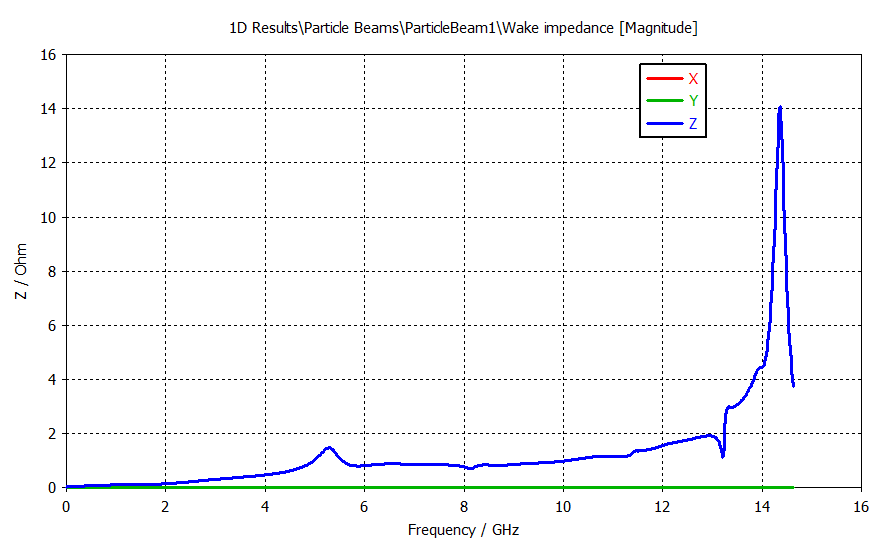 1D Results\Particle Beams\ParticleBeam1\Wake impedance [Magnitude]
16
14
12
10
8
6
4
2
0
Z / Ohm
X
Y
Z
0 2 4 6 8 10 12 14 16
Frequency / GHz